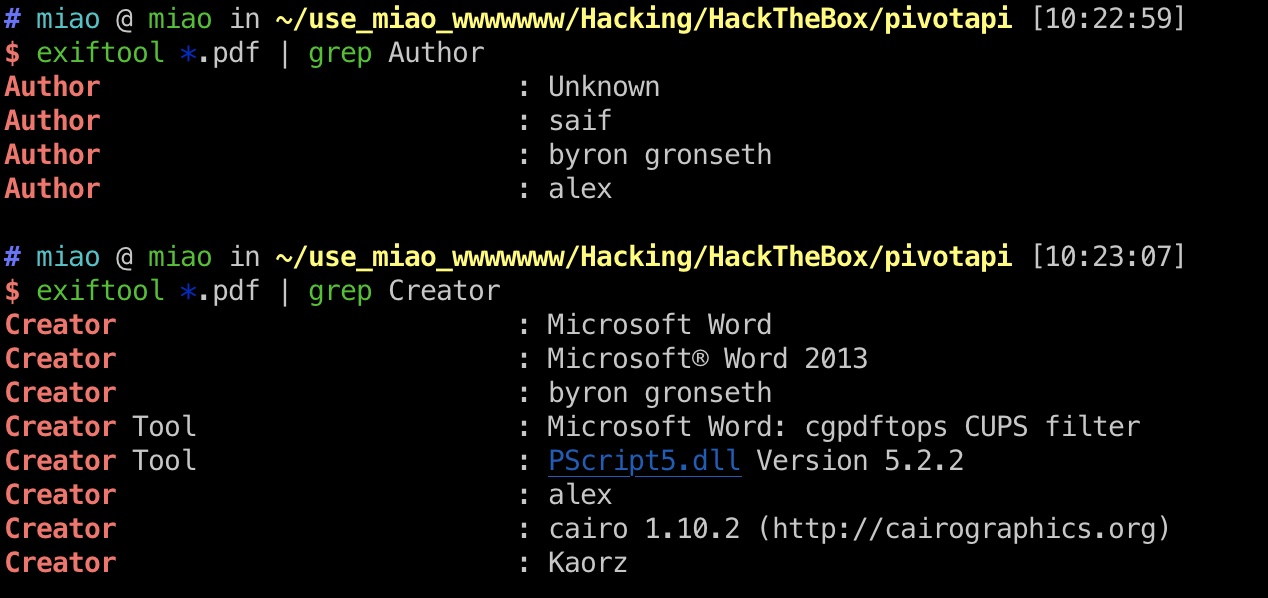 # miao @ miao in ~/use_miao_wwwwwww/Hacking/HackTheBox/pivotapi [10:22:59]
$ exiftool *.pdf | grep Author
Author : Unknown
Author : saif
Author : byron gronseth
Author : alex
# miao @ miao in ~/use_miao_wwwwwww/Hacking/HackTheBox/pivotapi [10:23:07]
$ exiftool *.pdf | grep Creator
Creator : Microsoft Word
Creator : Microsoft® Word 2013
Creator : byron gronseth
Creator Tool : Microsoft Word: cgpdftops CUPS filter
Creator Tool : PScript5.dll Version 5.2.2
Creator : alex
Creator : cairo 1.10.2 (http://cairographics.org)
Creator : Kaorz